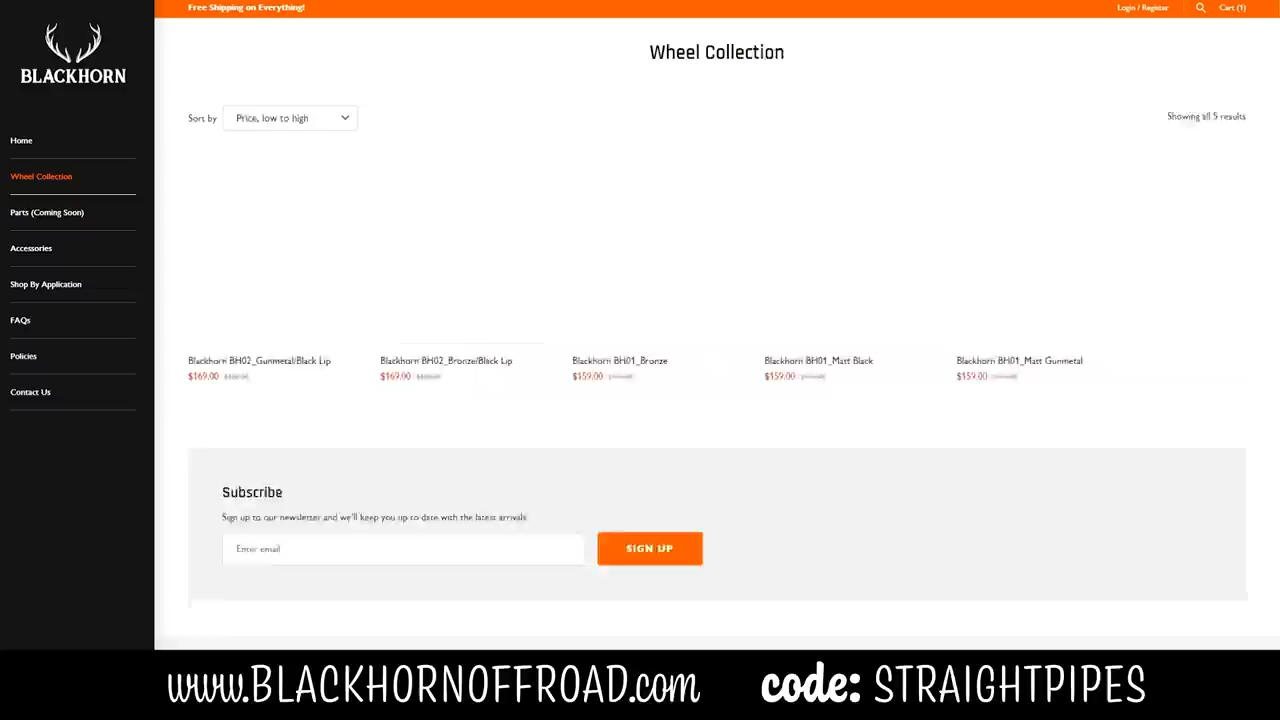 Free Shipping on Everything!
Login / Register
Cart (1)
BLACKHORN
Wheel Collection
Sort by
Price, low to high
Showing all 5 results
Home
Wheel Collection
Parts (Coming Soon)
Accessories
Shop By Application
FAQs
Policies
Contact Us
Blackhorn BH02_Gunmetal/Black Lip
$169.00
Blackhorn BH02_Bronze/Black Lip
$169.00
Blackhorn BH01_Bronze
$159.00
Blackhorn BH01_Matt Black
$159.00
Blackhorn BH01_Matt Gunmetal
$159.00
Subscribe
Sign up to our newsletter and we'll keep you up to date with the latest arrivals
Enter email
SIGN UP
www.BLACKHORNOFFROAD.com code: STRAIGHTPIPES